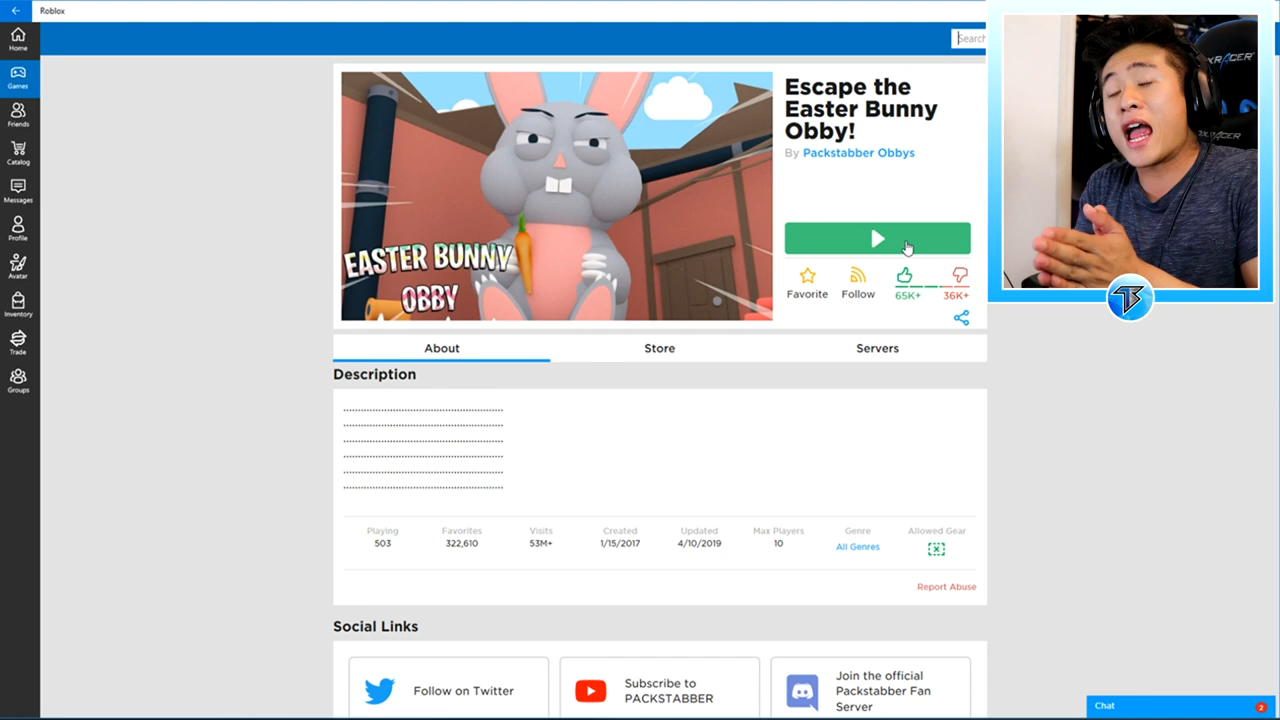 Roblox
Search
Home
Games
Friends
Catalog
Messages
Profile
Avatar
Inventory
Trade
Groups
EASTER BUNNY
OBBY
Escape the
Easter Bunny
Obby!
By Packstabber Obbys
Favorite
Follow
65K+
36K+
About
Store
Servers
Description
Playing
503
Favorites
322,610
Visits
53M+
Created
1/15/2017
Updated
4/10/2019
Max Players
10
Genre
All Genres
Allowed Gear
Report Abuse
Social Links
Follow on Twitter
Subscribe to
PACKSTABBER
Join the official
Packstabber Fan
Server
Chat
2
XRACER
XRACER